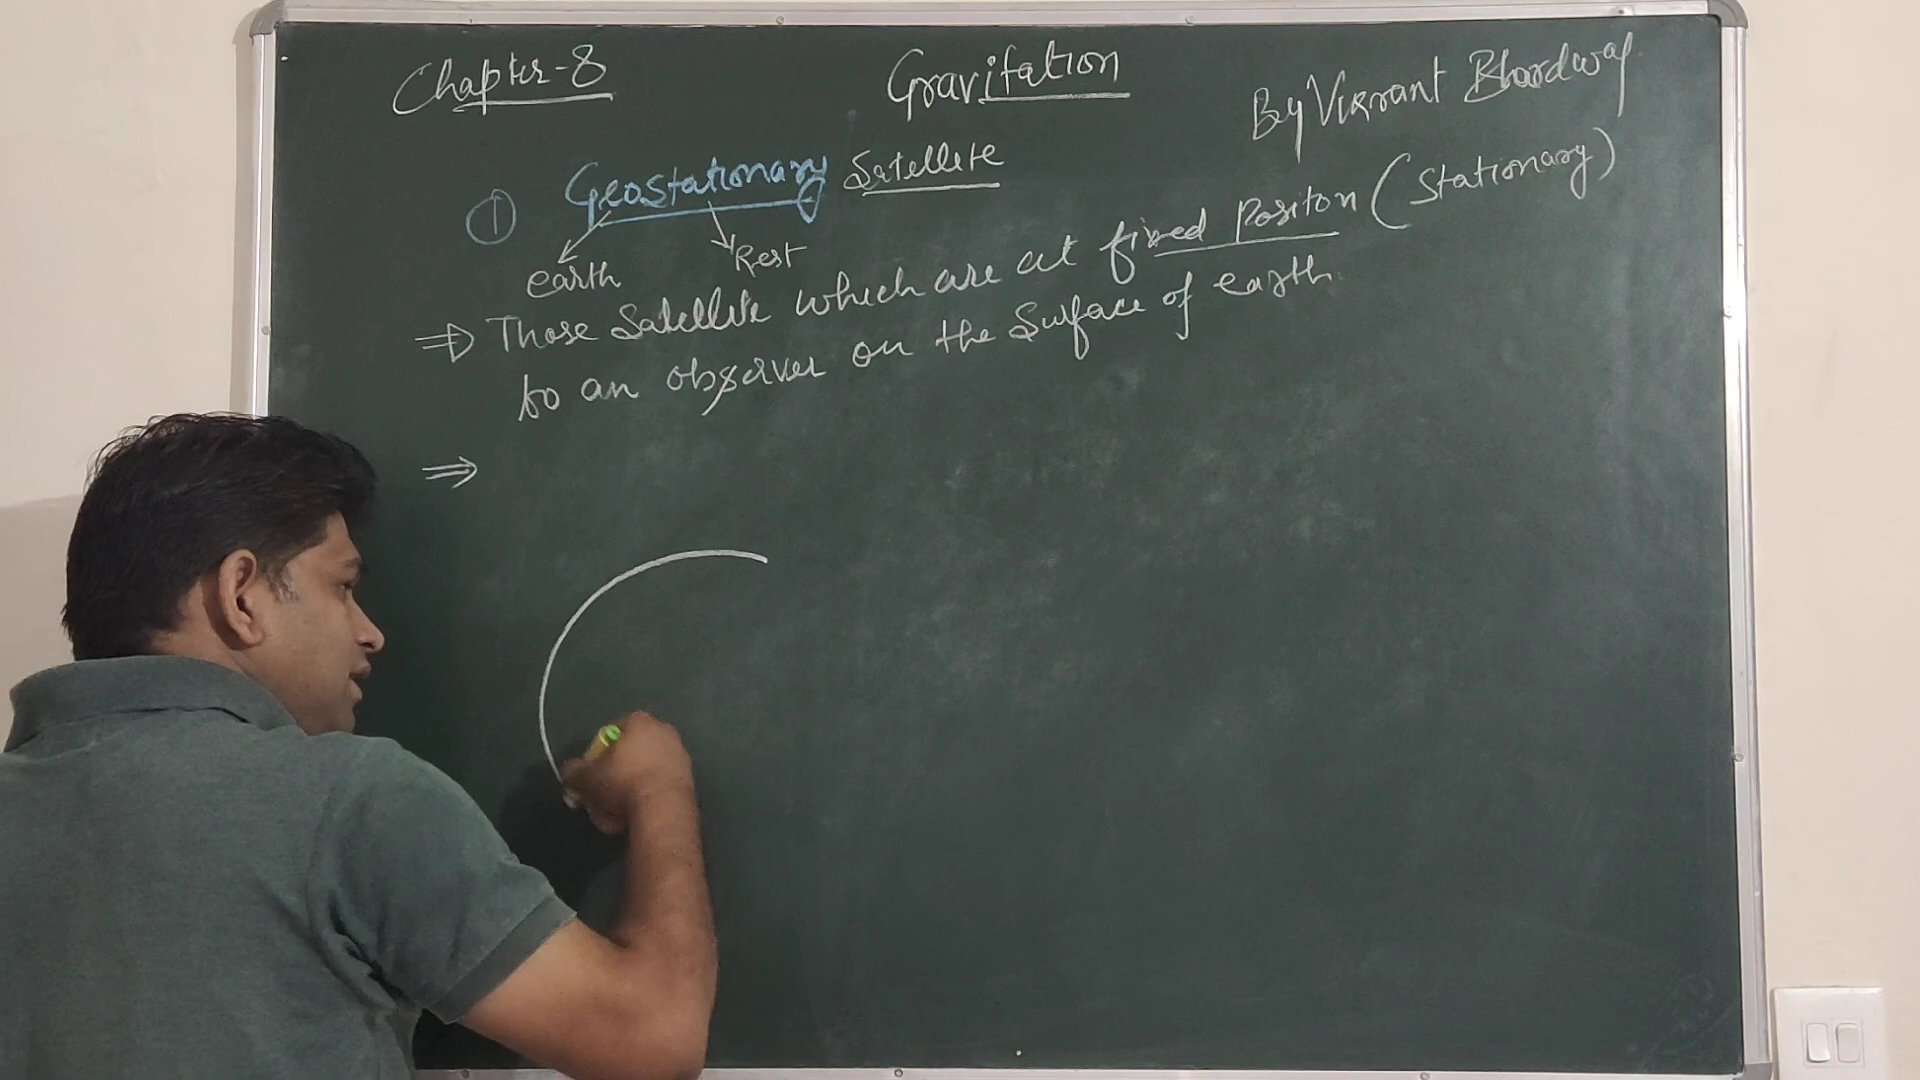 Chapter-8 Gravitation By Vikrant Bhardwaj
① Geostationary Satellite
earth Rest
⇒ Those Satellite which are at fixed Positon (Stationary)
to an observer on the Surface of earth.
⇒